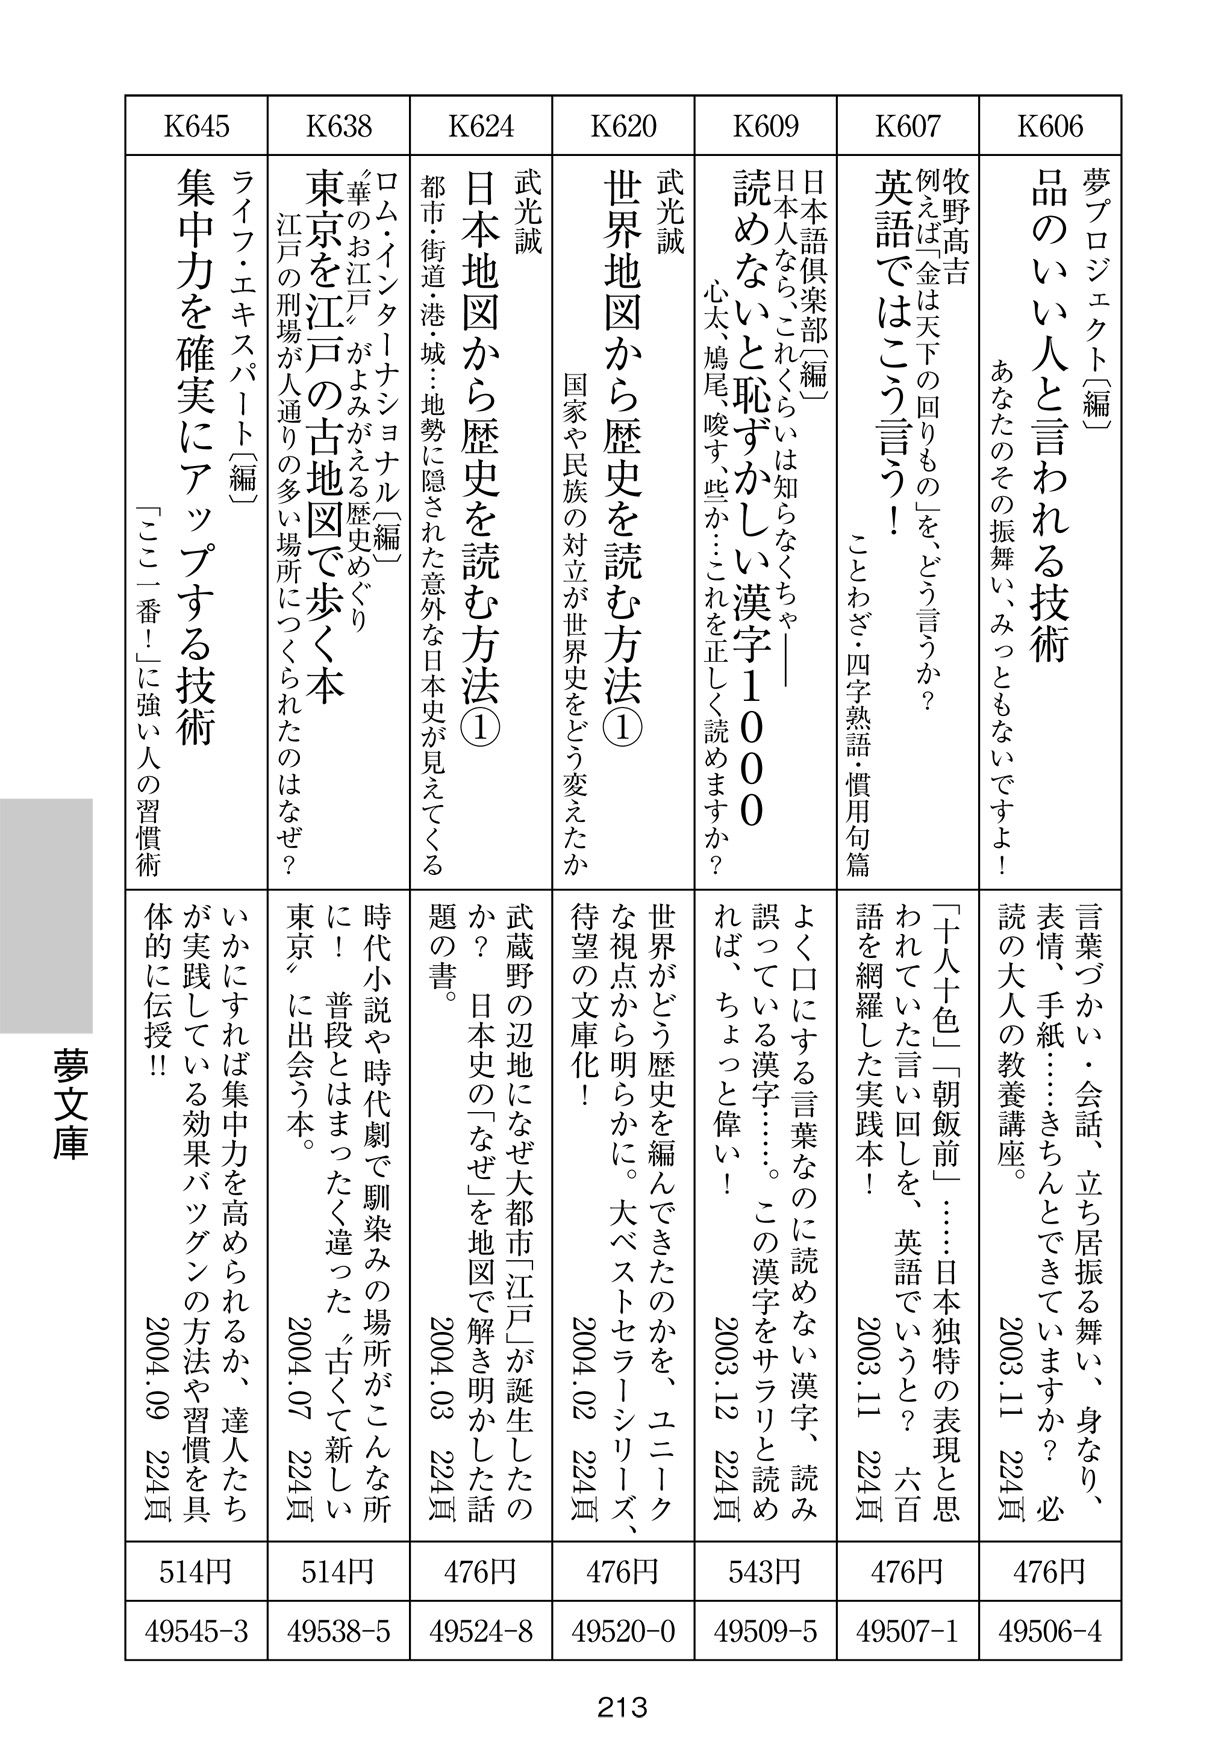 K606
夢プロジェクト〔編〕
品のいい人と言われる技術
あなたのその振舞い、みっともないですよ！
言葉づかい・会話、立ち居振る舞い、身なり、
表情、手紙……きちんとできていますか？　必
読の大人の教養講座。
2003.11　224頁
476円
49506-4
K607
牧野髙吉
例えば「金は天下の回りもの」を、どう言うか？
英語ではこう言う！
ことわざ・四字熟語・慣用句篇
「十人十色」「朝飯前」……日本独特の表現と思
われていた言い回しを、英語でいうと？　六百
語を網羅した実践本！
2003.11　224頁
476円
49507-1
K609
日本語倶楽部〔編〕
日本人なら、これくらいは知らなくちゃ――
読めないと恥ずかしい漢字1000
心太、鳩尾、唆す、些か…これを正しく読めますか？
よく口にする言葉なのに読めない漢字、読み
誤っている漢字……。この漢字をサラリと読め
れば、ちょっと偉い！
2003.12　224頁
543円
49509-5
K620
武光誠
世界地図から歴史を読む方法①
国家や民族の対立が世界史をどう変えたか
世界がどう歴史を編んできたのかを、ユニーク
な視点から明らかに。大ベストセラーシリーズ、
待望の文庫化！
2004.02　224頁
476円
49520-0
K624
武光誠
日本地図から歴史を読む方法①
都市・街道・港・城…地勢に隠された意外な日本史が見えてくる
武蔵野の辺地になぜ大都市「江戸」が誕生したの
か？　日本史の「なぜ」を地図で解き明かした話
題の書。
2004.03　224頁
476円
49524-8
K638
ロム・インターナショナル〔編〕
〝華のお江戸〟がよみがえる歴史めぐり
東京を江戸の古地図で歩く本
江戸の刑場が人通りの多い場所につくられたのはなぜ？
時代小説や時代劇で馴染みの場所がこんな所
に！　普段とはまったく違った〝古くて新しい
東京〟に出会う本。
2004.07　224頁
514円
49538-5
K645
ライフ・エキスパート〔編〕
集中力を確実にアップする技術
「ここ一番！」に強い人の習慣術
いかにすれば集中力を高められるか、達人たち
が実践している効果バツグンの方法や習慣を具
体的に伝授!!
2004.09　224頁
514円
49545-3
夢文庫
213